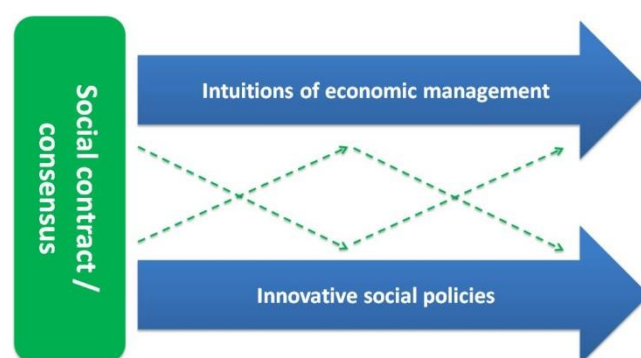 Social contract /
consensus
Intuitions of economic management
Innovative social policies